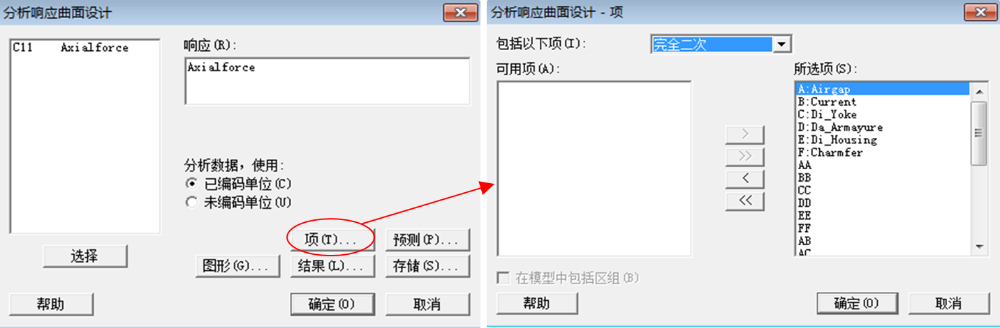 分析响应曲面设计
C11 Axialforce
响应(R):
Axialforce
分析数据，使用:
已编码单位(C)
未编码单位(U)
项(T)...
预测(P)...
选择
图形(G)...
结果(L)...
存储(S)...
帮助
确定(O)
取消
分析响应曲面设计 - 项
包括以下项(I):
完全二次
可用项(A):
所选项(S):
A:Airgap
B:Current
C:Di_Yoke
D:Da_Armayure
E:Di_Housing
F:Charmfer
AA
BB
CC
DD
EE
FF
AB
AC
>
>>
<
<<
在模型中包括区组(B)
帮助
确定(O)
取消